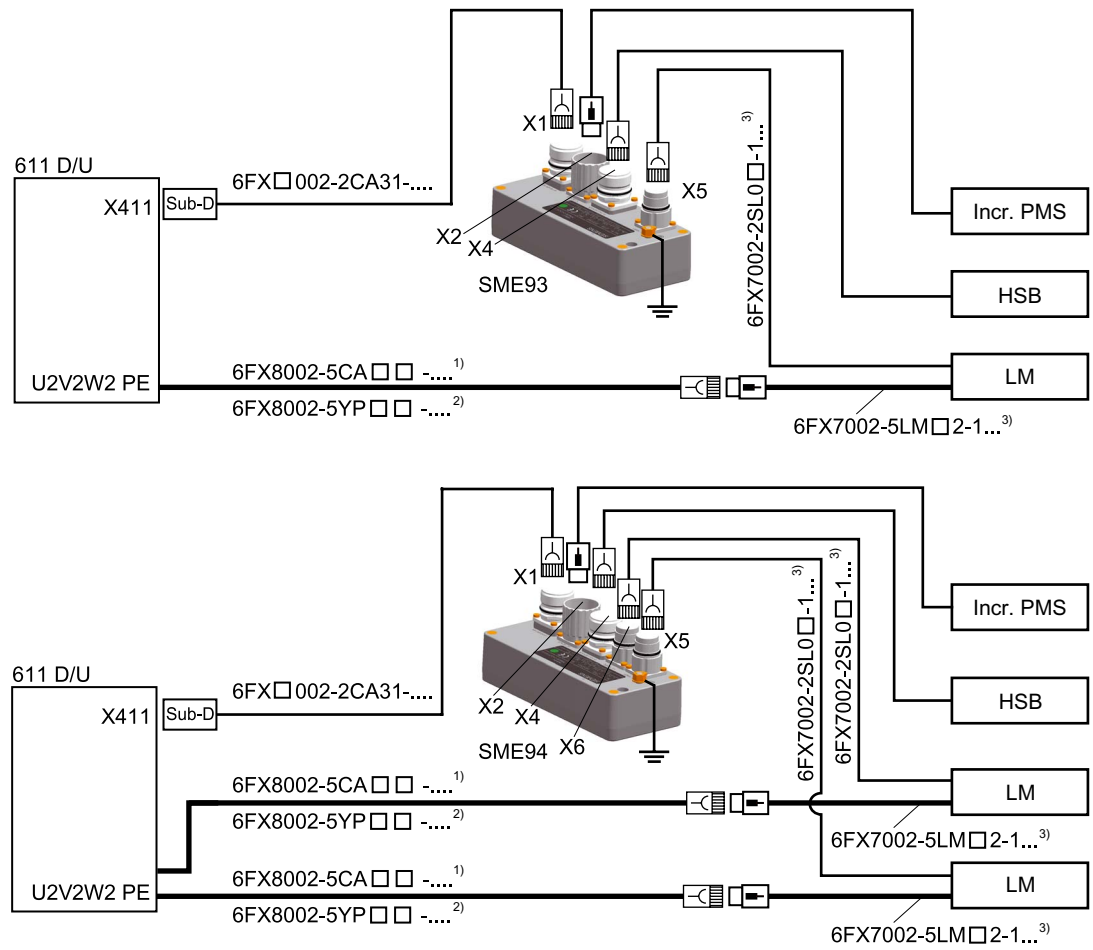 611 D/U
X411
Sub-D
6FX□002-2CA31-....
X1
X2
X4
X5
SME93
6FX7002-2SL0□-1...3)
Incr. PMS
HSB
LM
U2V2W2 PE
6FX8002-5CA□□-....1)
6FX8002-5YP□□-....2)
6FX7002-5LM□2-1...3)
611 D/U
X411
Sub-D
6FX□002-2CA31-....
X1
X2
X4
X6
X5
SME94
6FX7002-2SL0□-1...3)
6FX7002-2SL0□-1...3)
Incr. PMS
HSB
6FX8002-5CA□□-....1)
6FX8002-5YP□□-....2)
LM
6FX7002-5LM□2-1...3)
U2V2W2 PE
6FX8002-5CA□□-....1)
6FX8002-5YP□□-....2)
LM
6FX7002-5LM□2-1...3)